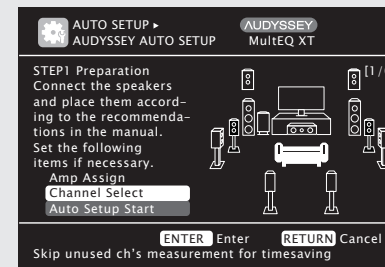 AUTO SETUP ▸
AUDYSSEY AUTO SETUP
AUDYSSEY
MultEQ XT
[1/
STEP1 Preparation
Connect the speakers
and place them accord-
ing to the recommenda-
tions in the manual.
Set the following
items if necessary.
Amp Assign
Channel Select
Auto Setup Start
ENTER Enter RETURN Cancel
Skip unused ch's measurement for timesaving